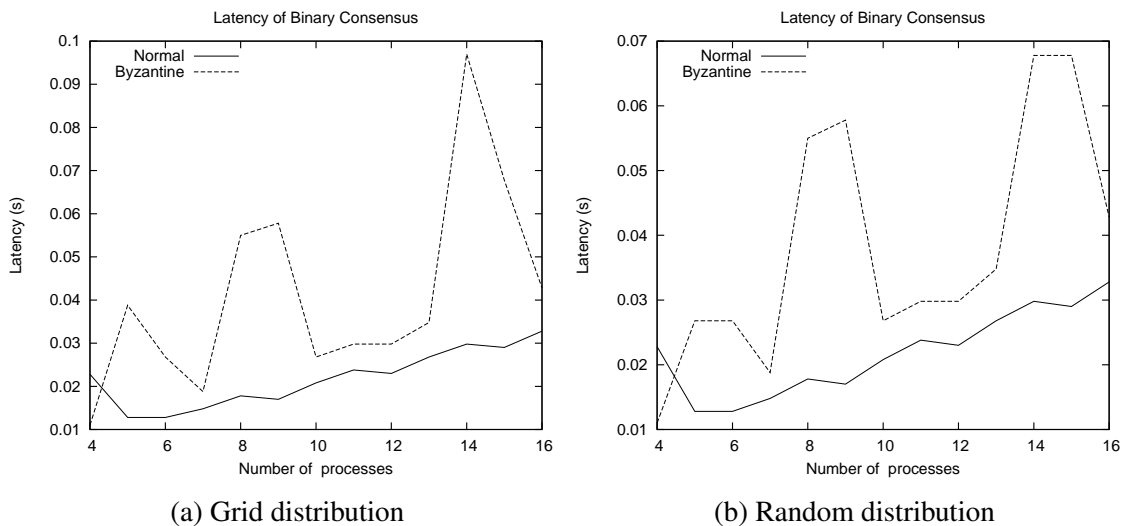 Latency of Binary Consensus
Normal
Byzantine
0.1
0.09
0.08
0.07
0.06
0.05
0.04
0.03
0.02
0.01
Latency (s)
4 6 8 10 12 14 16
Number of processes
(a) Grid distribution
Latency of Binary Consensus
Normal
Byzantine
0.07
0.06
0.05
0.04
0.03
0.02
0.01
Latency (s)
4 6 8 10 12 14 16
Number of processes
(b) Random distribution